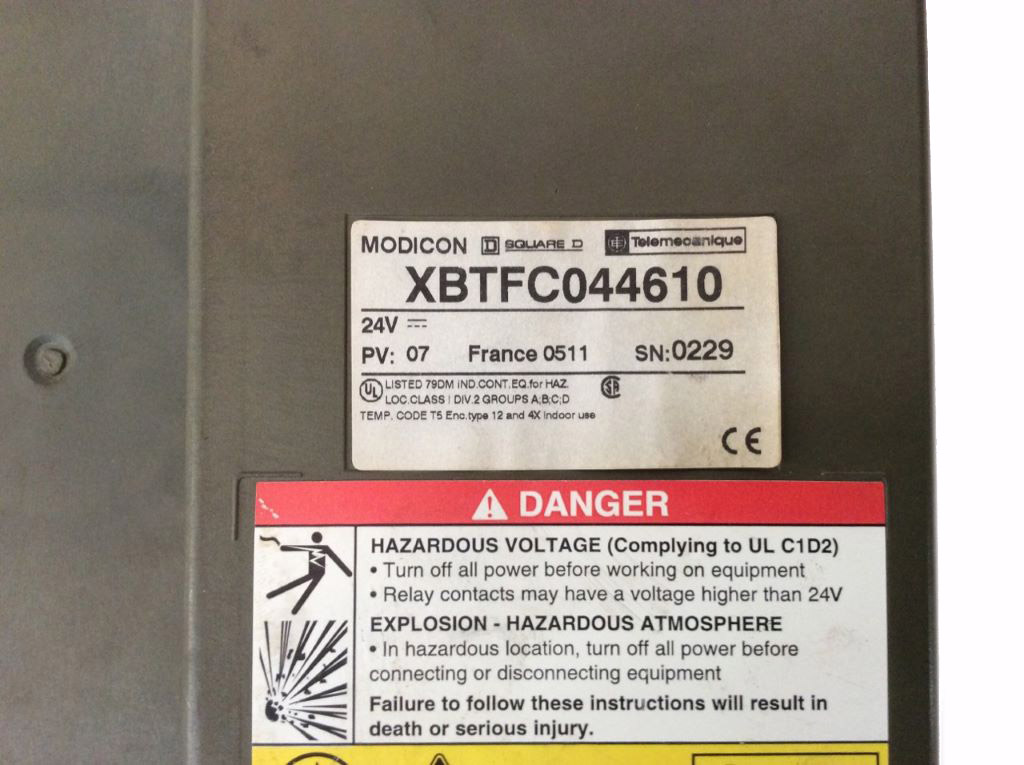 MODICON SQUARE D Telemecanique
XBTFC044610
24V
PV: 07 France 0511 SN:0229
UL LISTED 79DM IND.CONT.EQ.for HAZ.
LOC.CLASS I DIV.2 GROUPS A;B;C;D
TEMP. CODE T5 Enc.type 12 and 4X indoor use
CE
DANGER
HAZARDOUS VOLTAGE (Complying to UL C1D2)
• Turn off all power before working on equipment
• Relay contacts may have a voltage higher than 24V
EXPLOSION - HAZARDOUS ATMOSPHERE
• In hazardous location, turn off all power before
connecting or disconnecting equipment
Failure to follow these instructions will result in
death or serious injury.